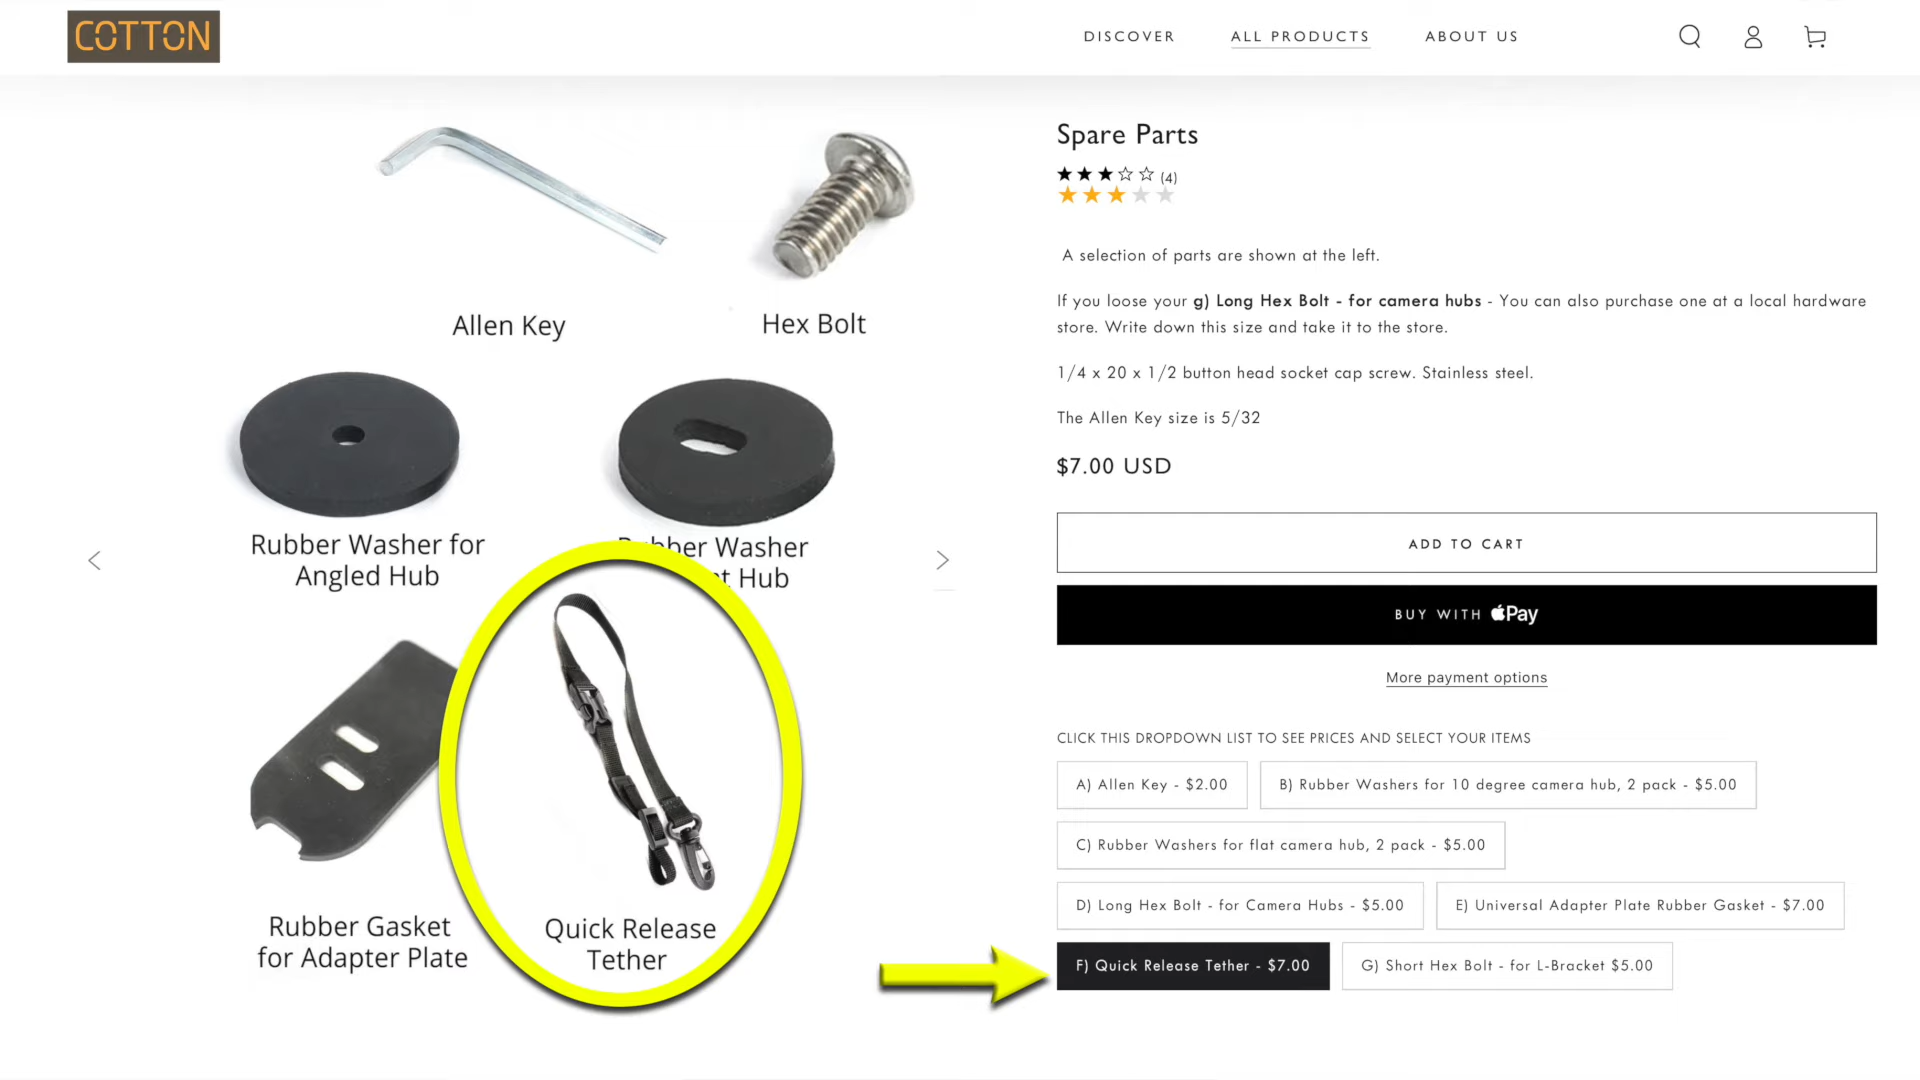 COTTON
DISCOVER
ALL PRODUCTS
ABOUT US
Allen Key
Hex Bolt
Rubber Washer for
Angled Hub
Washer
Hub
Rubber Gasket
for Adapter Plate
Quick Release
Tether
Spare Parts
(4)
A selection of parts are shown at the left.
If you loose your g) Long Hex Bolt - for camera hubs - You can also purchase one at a local hardware
store. Write down this size and take it to the store.
1/4 x 20 x 1/2 button head socket cap screw. Stainless steel.
The Allen Key size is 5/32
$7.00 USD
ADD TO CART
BUY WITH Pay
More payment options
CLICK THIS DROPDOWN LIST TO SEE PRICES AND SELECT YOUR ITEMS
A) Allen Key - $2.00
B) Rubber Washers for 10 degree camera hub, 2 pack - $5.00
C) Rubber Washers for flat camera hub, 2 pack - $5.00
D) Long Hex Bolt - for Camera Hubs - $5.00
E) Universal Adapter Plate Rubber Gasket - $7.00
F) Quick Release Tether - $7.00
G) Short Hex Bolt - for L-Bracket $5.00